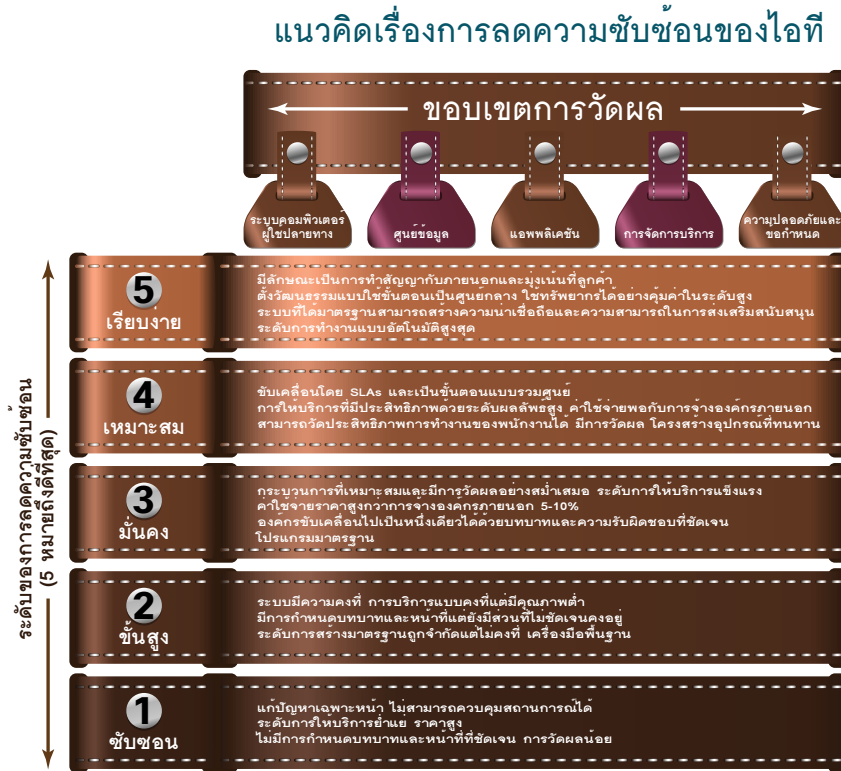 แนวคิดเรื่องการลดความซับซ้อนของไอที
ขอบเขตการวัดผล
ระบบคอมพิวเตอร์
ผู้ใช้ปลายทาง
ศูนย์ข้อมูล
แอพพลิเคชัน
การจัดการบริการ
ความปลอดภัยและ
ข้อกำหนด
ระดับของการลดความซับซ้อน
(5 หมายถึงดีที่สุด)
5
เรียบง่าย
มีลักษณะเป็นการทำสัญญากับภายนอกและมุ่งเน้นที่ลูกค้า
ตั้งวัฒนธรรมแบบใช้ขั้นตอนเป็นศูนย์กลาง ใช้ทรัพยากรได้อย่างคุ้มค่าในระดับสูง
ระบบที่ได้มาตรฐานสามารถสร้างความน่าเชื่อถือและความสามารถในการส่งเสริมสนับสนุน
ระดับการทำงานแบบอัตโนมัติสูงสุด
4
เหมาะสม
ขับเคลื่อนโดย SLAs และเป็นขั้นตอนแบบรวมศูนย์
การให้บริการที่มีประสิทธิภาพด้วยระดับผลลัพธ์สูง ค่าใช้จ่ายพอกับการจ้างองค์กรภายนอก
สามารถวัดประสิทธิภาพการทำงานของพนักงานได้ มีการวัดผล โครงสร้างอุปกรณ์ที่ทนทาน
3
มั่นคง
กระบวนการที่เหมาะสมและมีการวัดผลอย่างสม่ำเสมอ ระดับการให้บริการแข็งแรง
ค่าใช้จ่ายราคาสูงกว่าการจ้างองค์กรภายนอก 5-10%
องค์กรขับเคลื่อนไปเป็นหนึ่งเดียวได้ด้วยบทบาทและความรับผิดชอบที่ชัดเจน
โปรแกรมมาตรฐาน
2
ขั้นสูง
ระบบมีความคงที่ การบริการแบบคงที่แต่มีคุณภาพต่ำ
มีการกำหนดบทบาทและหน้าที่แต่ยังมีส่วนที่ไม่ชัดเจนคงอยู่
ระดับการสร้างมาตรฐานถูกจำกัดแต่ไม่คงที่ เครื่องมือพื้นฐาน
1
ซับซ้อน
แก้ปัญหาเฉพาะหน้า ไม่สามารถควบคุมสถานการณ์ได้
ระดับการให้บริการย่ำแย่ ราคาสูง
ไม่มีการกำหนดบทบาทและหน้าที่ที่ชัดเจน การวัดผลน้อย